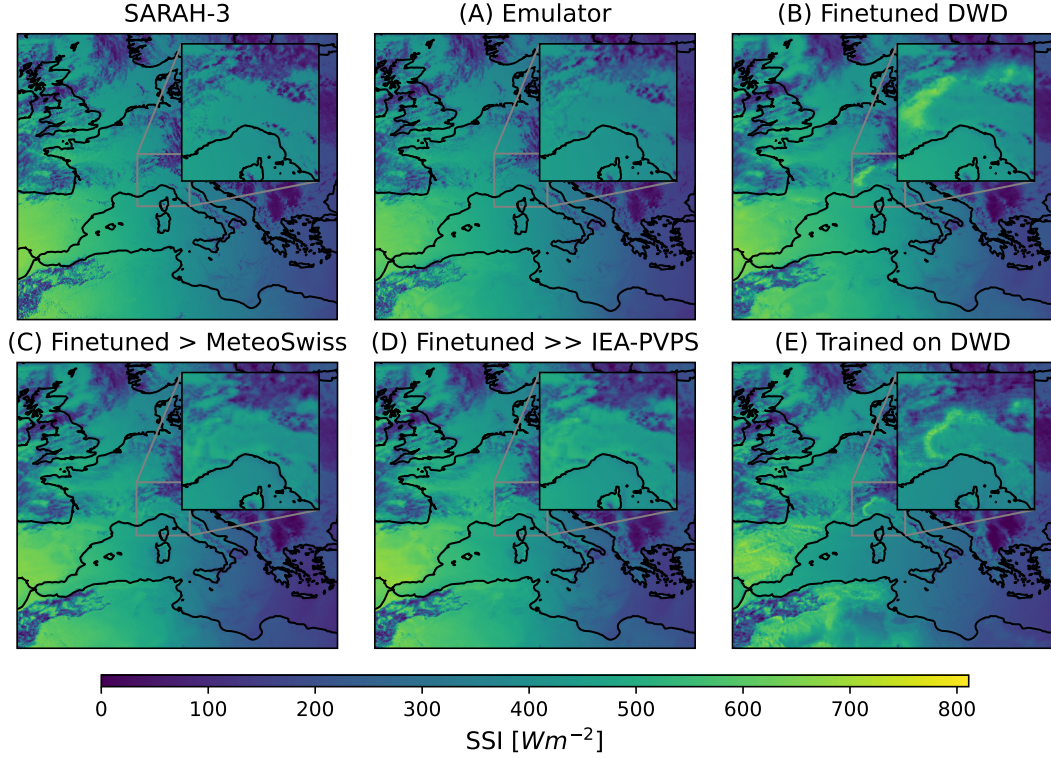 SARAH-3
(A) Emulator
(B) Finetuned DWD
(C) Finetuned > MeteoSwiss
(D) Finetuned >> IEA-PVPS
(E) Trained on DWD
0 100 200 300 400 500 600 700 800
SSI [Wm⁻²]